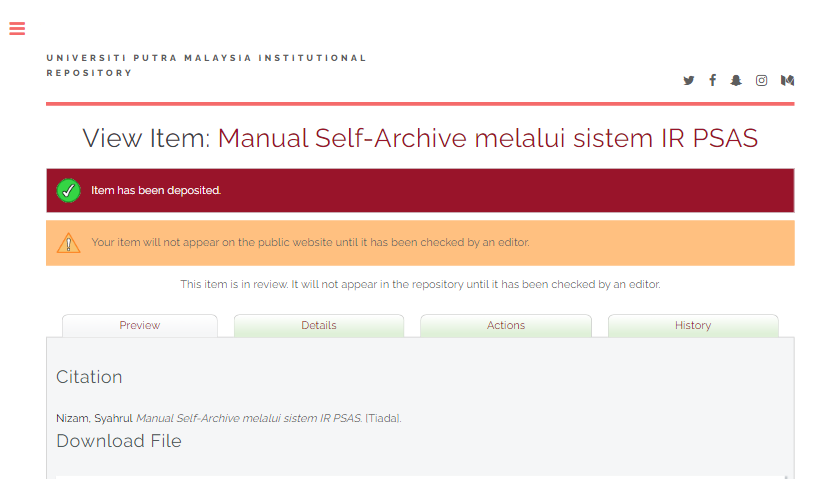 UNIVERSITI PUTRA MALAYSIA INSTITUTIONAL
REPOSITORY
View Item: Manual Self-Archive melalui sistem IR PSAS
Item has been deposited.
Your item will not appear on the public website until it has been checked by an editor.
This item is in review. It will not appear in the repository until it has been checked by an editor.
Preview
Details
Actions
History
Citation
Nizam, Syahrul Manual Self-Archive melalui sistem IR PSAS. [Tiada].
Download File